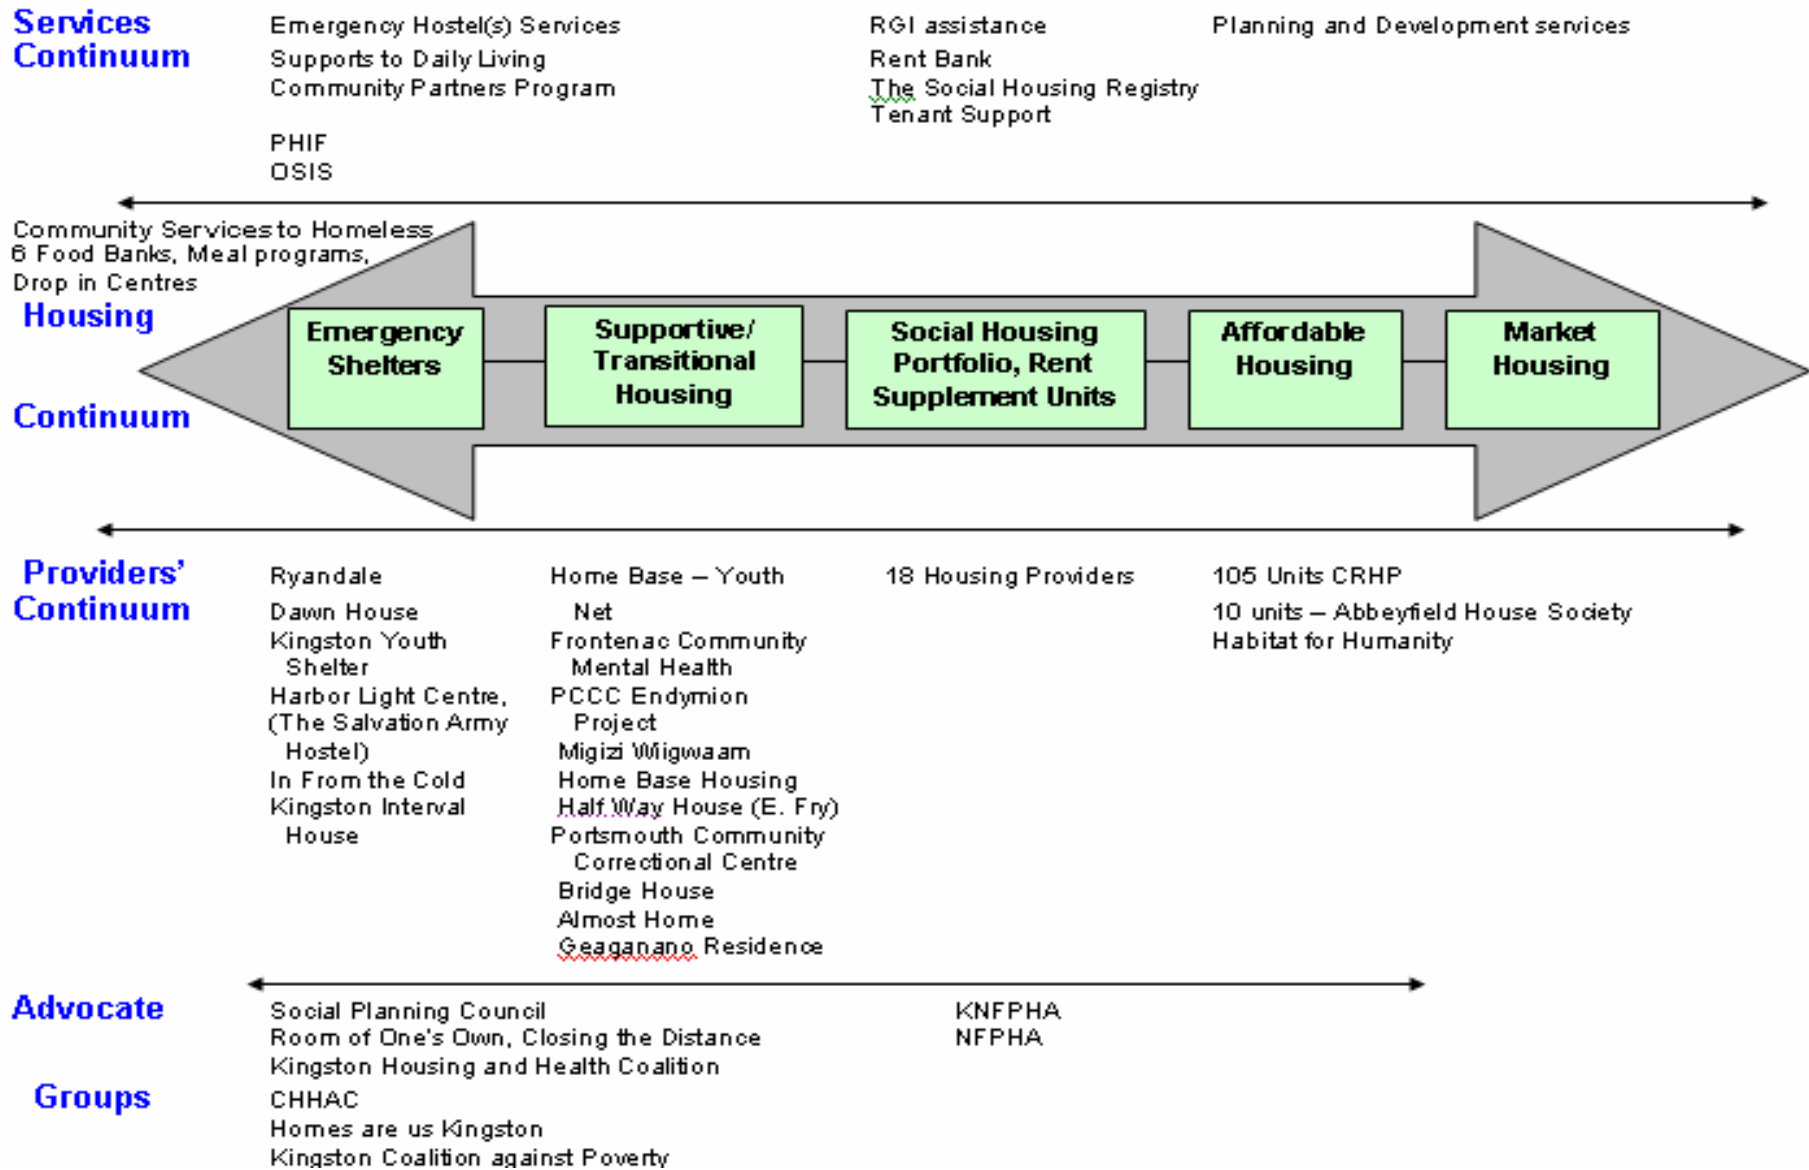 Services
Continuum
Emergency Hostel(s) Services
Supports to Daily Living
Community Partners Program
PHIF
OSIS
RGI assistance
Rent Bank
The Social Housing Registry
Tenant Support
Planning and Development services
Community Services to Homeless
6 Food Banks, Meal programs,
Drop in Centres
Housing
Continuum
Emergency
Shelters
Supportive/
Transitional
Housing
Social Housing
Portfolio, Rent
Supplement Units
Affordable
Housing
Market
Housing
Providers'
Continuum
Ryandale
Dawn House
Kingston Youth
Shelter
Harbor Light Centre,
(The Salvation Army
Hostel)
In From the Cold
Kingston Interval
House
Home Base – Youth
Net
Frontenac Community
Mental Health
PCCC Endymion
Project
Migizi Wiigwaam
Home Base Housing
Half Way House (E. Fry)
Portsmouth Community
Correctional Centre
Bridge House
Almost Home
Geaganano Residence
18 Housing Providers
105 Units CRHP
10 units – Abbeyfield House Society
Habitat for Humanity
Advocate
Groups
Social Planning Council
Room of One's Own, Closing the Distance
Kingston Housing and Health Coalition
CHHAC
Homes are us Kingston
Kingston Coalition against Poverty
KNFPHA
NFPHA